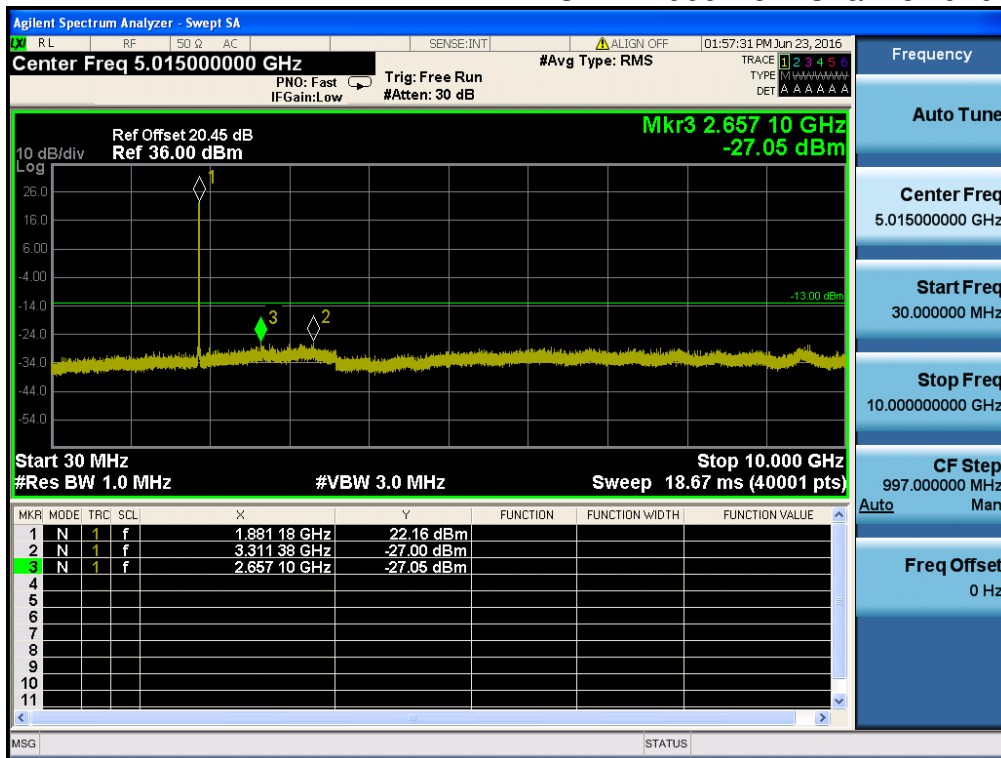 Agilent Spectrum Analyzer - Swept SA
LXI RL RF 50 Ω AC SENSE:INT ALIGN OFF 01:57:31 PM Jun 23, 2016
Center Freq 5.015000000 GHz #Avg Type: RMS TRACE 1 2 3 4 5 6
PNO: Fast Trig: Free Run TYPE M
IFGain:Low #Atten: 30 dB DET A A A A A A
Ref Offset 20.45 dB Mkr3 2.657 10 GHz
10 dB/div Ref 36.00 dBm -27.05 dBm
Log
1
26.0
16.0
6.00
-4.00
-13.00 dBm
-14.0
3 2
-24.0
-34.0
-44.0
-54.0
Start 30 MHz Stop 10.000 GHz
#Res BW 1.0 MHz #VBW 3.0 MHz Sweep 18.67 ms (40001 pts)
MKR MODE TRC SCL X Y FUNCTION FUNCTION WIDTH FUNCTION VALUE
1 N 1 f 1.881 18 GHz 22.16 dBm
2 N 1 f 3.311 38 GHz -27.00 dBm
3 N 1 f 2.657 10 GHz -27.05 dBm
4
5
6
7
8
9
10
11
MSG STATUS
Frequency
Auto Tune
Center Freq
5.015000000 GHz
Start Freq
30.000000 MHz
Stop Freq
10.000000000 GHz
CF Step
997.000000 MHz
Auto Man
Freq Offset
0 Hz